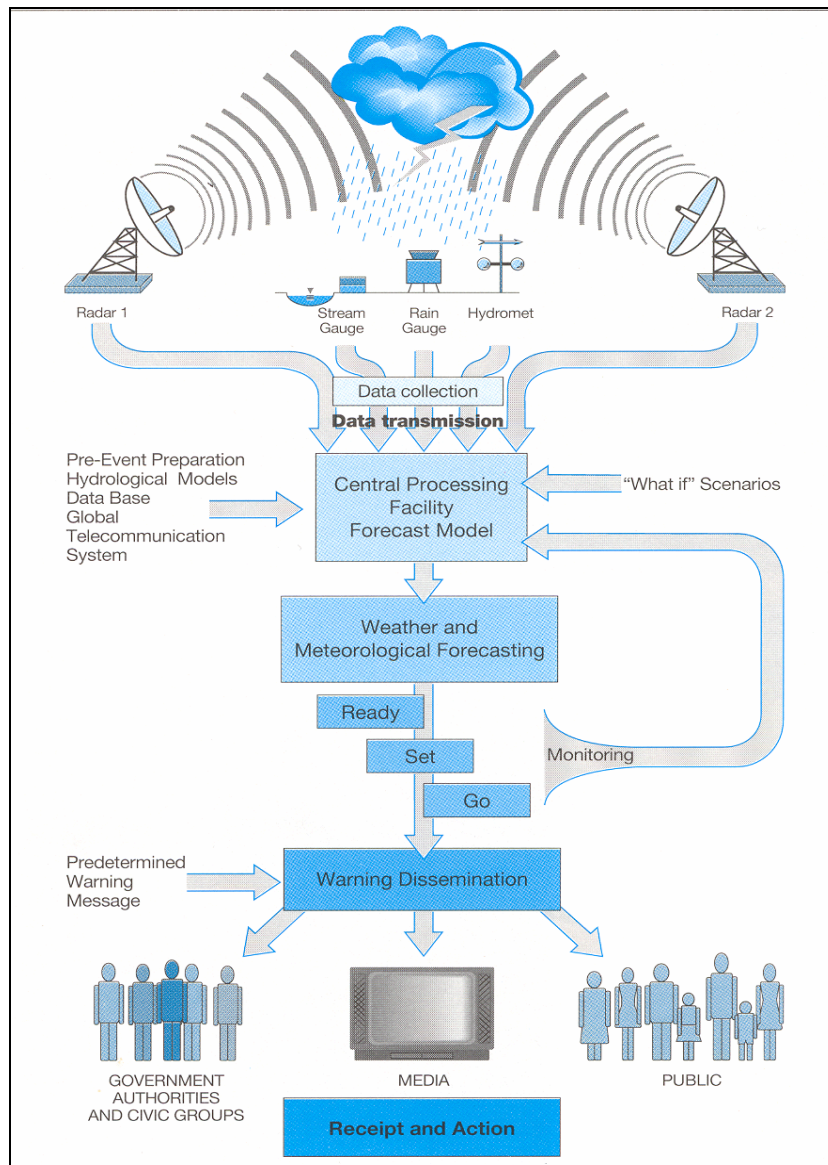 Radar 1
Stream
Gauge
Rain
Gauge
Hydromet
Radar 2
Data collection
Data transmission
Pre-Event Preparation
Hydrological Models
Data Base
Global
Telecommunication
System
Central Processing
Facility
Forecast Model
“What if” Scenarios
Weather and
Meteorological Forecasting
Ready
Set
Go
Monitoring
Predetermined
Warning
Message
Warning Dissemination
GOVERNMENT
AUTHORITIES
AND CIVIC GROUPS
MEDIA
PUBLIC
Receipt and Action